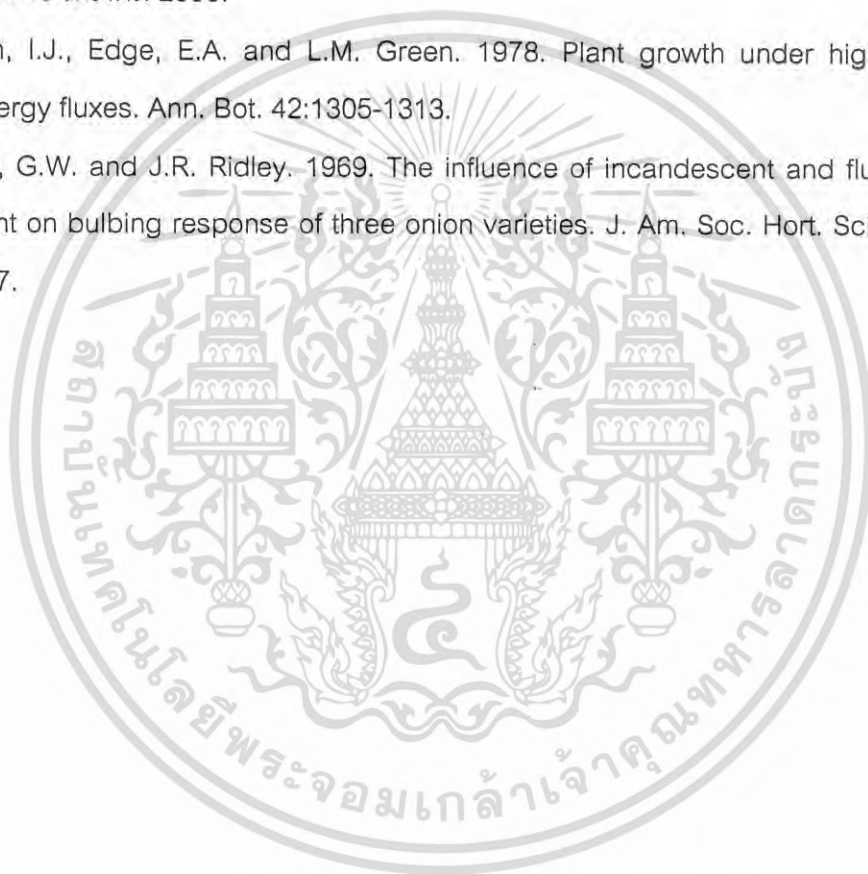 n, I.J., Edge, E.A. and L.M. Green. 1978. Plant growth under hig
ergy fluxes. Ann. Bot. 42:1305-1313.
, G.W. and J.R. Ridley. 1969. The influence of incandescent and flu
nt on bulbing response of three onion varieties. J. Am. Soc. Hort. Sc
7.
สถาบันเทคโนโลยีพระจอมเกล้าเจ้าคุณทหารลาดกระบัง